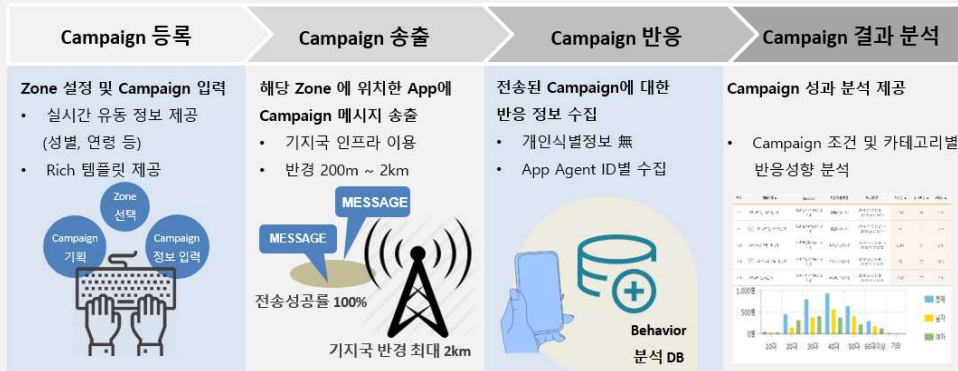 Campaign 등록
Campaign 송출
Campaign 반응
Campaign 결과 분석
Zone 설정 및 Campaign 입력
• 실시간 유동 정보 제공
(성별, 연령 등)
• Rich 템플릿 제공
Zone
선택
Campaign
기획
Campaign
정보 입력
해당 Zone 에 위치한 App에
Campaign 메시지 송출
• 기지국 인프라 이용
• 반경 200m ~ 2km
MESSAGE
MESSAGE
전송성공률 100%
기지국 반경 최대 2km
전송된 Campaign에 대한
반응 정보 수집
• 개인식별정보 無
• App Agent ID별 수집
Behavior
분석 DB
Campaign 성과 분석 제공
• Campaign 조건 및 카테고리별
반응성향 분석
1,000명
500명
0명
10대 20대 30대 40대 50대 60대이상 기타
전체
남자
여자